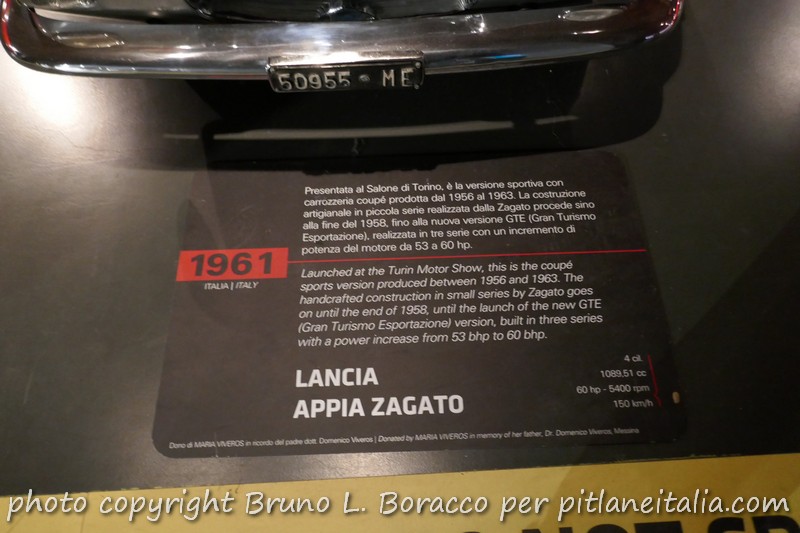 50955 • ME
Presentata al Salone di Torino, è la versione sportiva con
carrozzeria coupé prodotta dal 1956 al 1963. La costruzione
artigianale in piccola serie realizzata dalla Zagato procede sino
alla fine del 1958, fino alla nuova versione GTE (Gran Turismo
Esportazione), realizzata in tre serie con un incremento di
potenza del motore da 53 a 60 hp.
1961
ITALIA | ITALY
Launched at the Turin Motor Show, this is the coupé
sports version produced between 1956 and 1963. The
handcrafted construction in small series by Zagato goes
on until the end of 1958, until the launch of the new GTE
(Gran Turismo Esportazione) version, built in three series
with a power increase from 53 bhp to 60 bhp.
LANCIA
APPIA ZAGATO
4 cil.
1089,51 cc
60 hp - 5400 rpm
150 km/h
Dono di MARIA VIVEROS in ricordo del padre dott. Domenico Viveros | Donated by MARIA VIVEROS in memory of her father, Dr. Domenico Viveros, Messina
photo copyright Bruno L. Boracco per pitlaneitalia.com